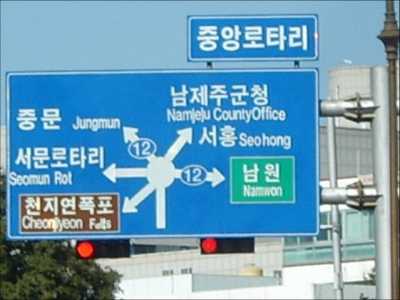 중앙로타리
남제주군청
Namjeju CountyOffice
중문 Jungmun
12
서홍 Seohong
서문로타리
Seomun Rot
12
남원
Namwon
천지연폭포
Cheonjiyeon Falls